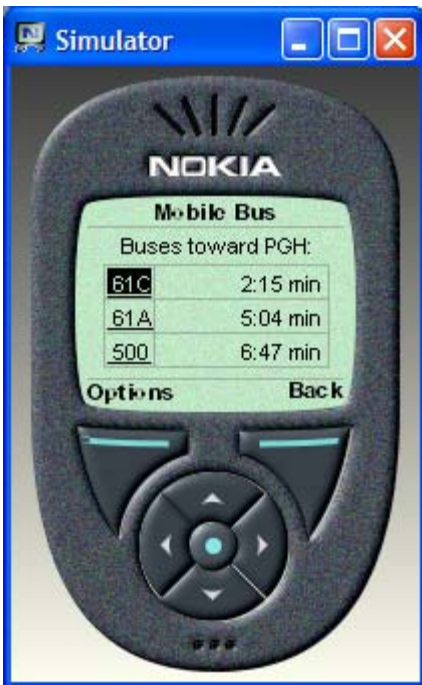 Simulator
NOKIA
Mobile Bus
Buses toward PGH:
61C 2:15 min
61A 5:04 min
500 6:47 min
Options Back